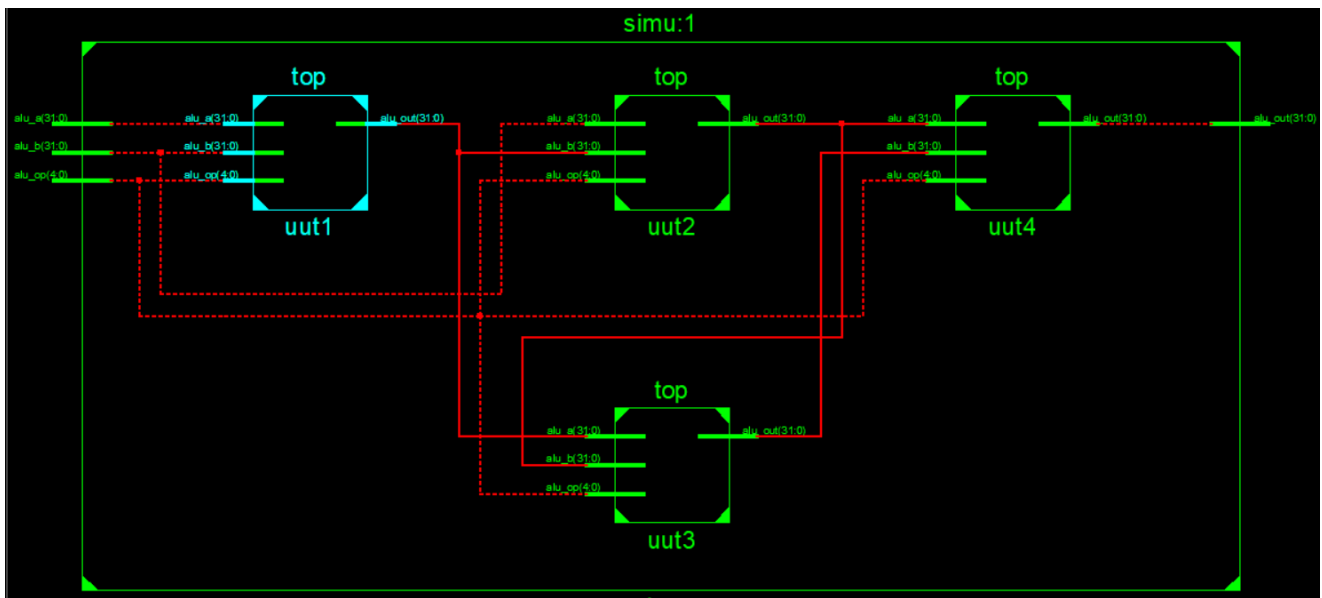 simu:1
top
top
top
alu_a(31:0)
alu_a(31:0)
alu_out(31:0)
alu_a(31:0)
alu_out(31:0)
alu_a(31:0)
alu_out(31:0)
alu_out(31:0)
alu_b(31:0)
alu_b(31:0)
alu_b(31:0)
alu_b(31:0)
alu_op(4:0)
alu_op(4:0)
alu_op(4:0)
alu_op(4:0)
uut1
uut2
uut4
top
alu_a(31:0)
alu_out(31:0)
alu_b(31:0)
alu_op(4:0)
uut3